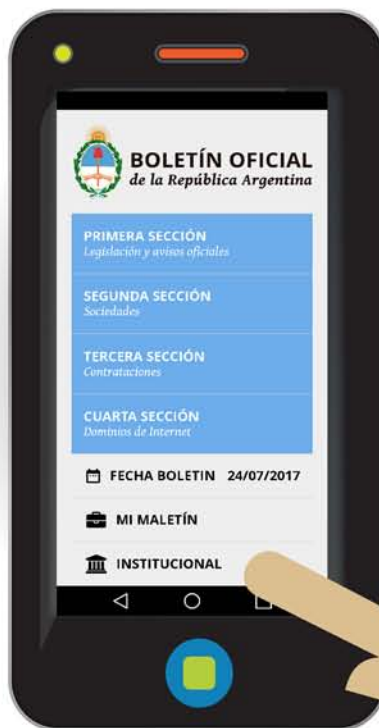 BOLETÍN OFICIAL
de la República Argentina
PRIMERA SECCIÓN
Legislación y avisos oficiales
SEGUNDA SECCIÓN
Sociedades
TERCERA SECCIÓN
Contrataciones
CUARTA SECCIÓN
Dominios de Internet
FECHA BOLETIN 24/07/2017
MI MALETÍN
INSTITUCIONAL